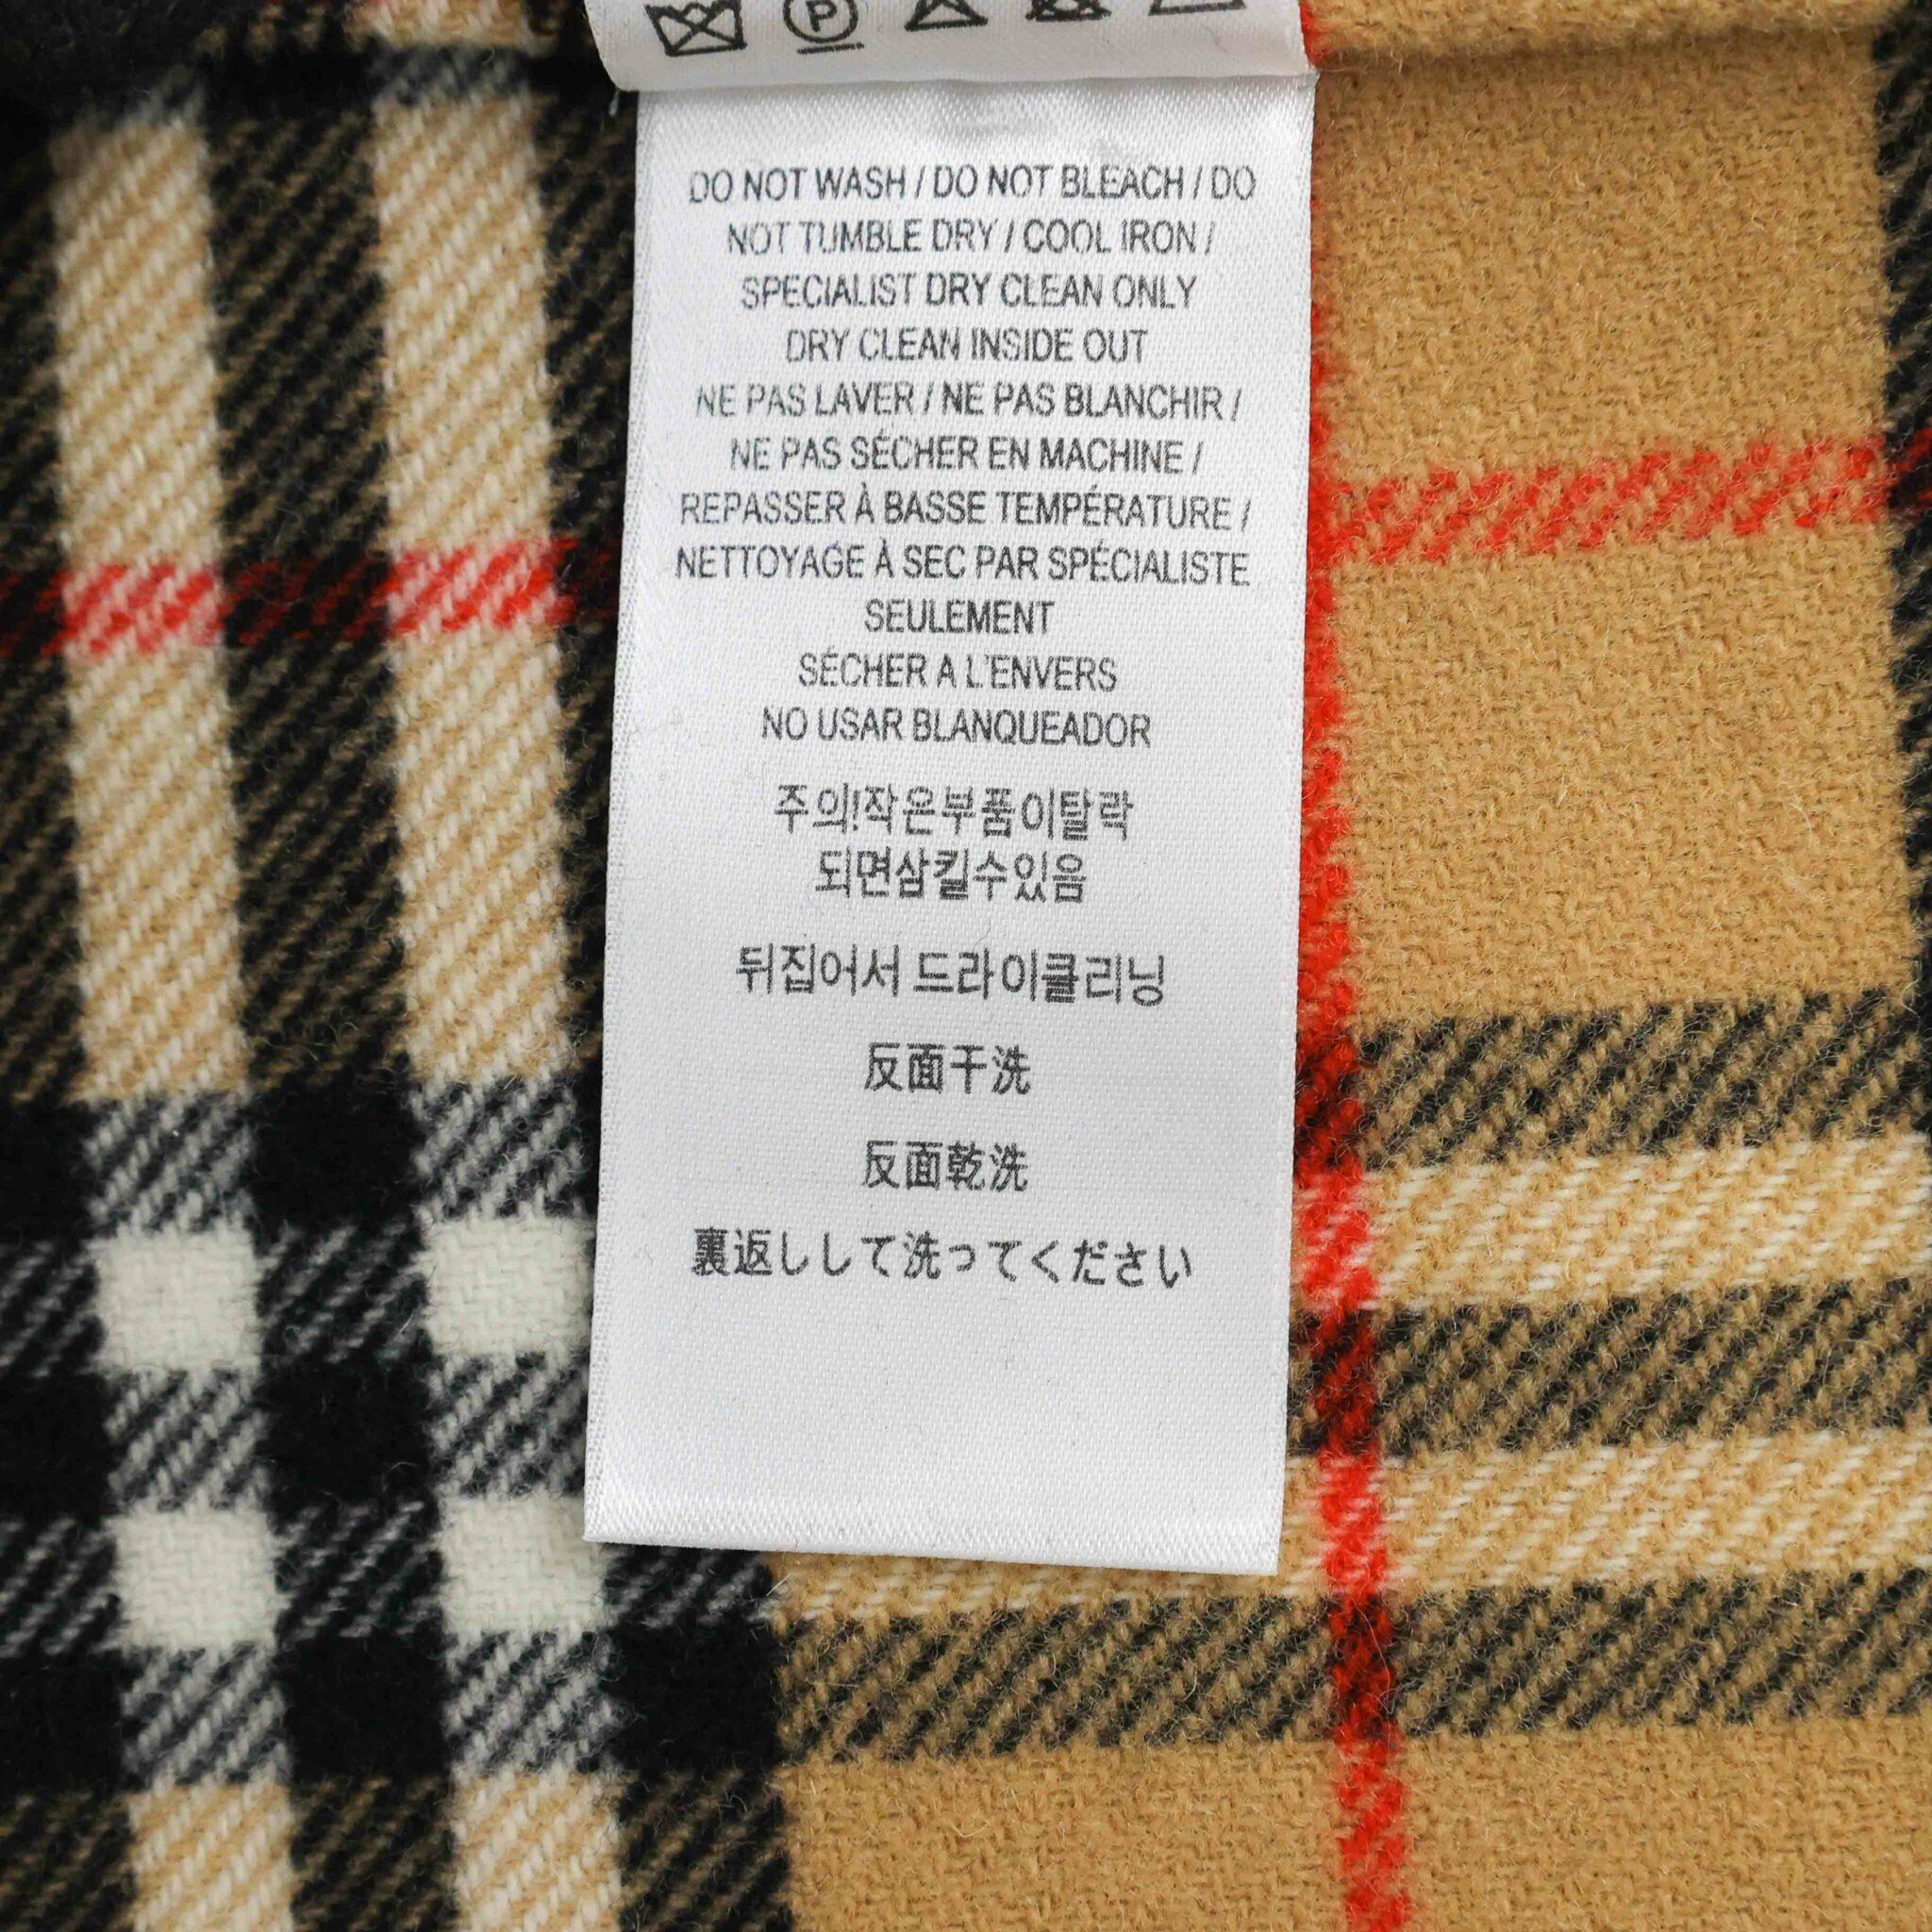 P
DO NOT WASH / DO NOT BLEACH / DO
NOT TUMBLE DRY / COOL IRON /
SPECIALIST DRY CLEAN ONLY
DRY CLEAN INSIDE OUT
NE PAS LAVER / NE PAS BLANCHIR /
NE PAS SÉCHER EN MACHINE /
REPASSER À BASSE TEMPÉRATURE /
NETTOYAGE À SEC PAR SPÉCIALISTE
SEULEMENT
SÉCHER A L'ENVERS
NO USAR BLANQUEADOR
주의!작은부품이탈락
되면삼킬수있음
뒤집어서 드라이클리닝
反面干洗
反面乾洗
裏返しして洗ってください